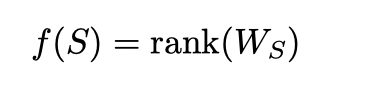 f(S) = rank(W_S)